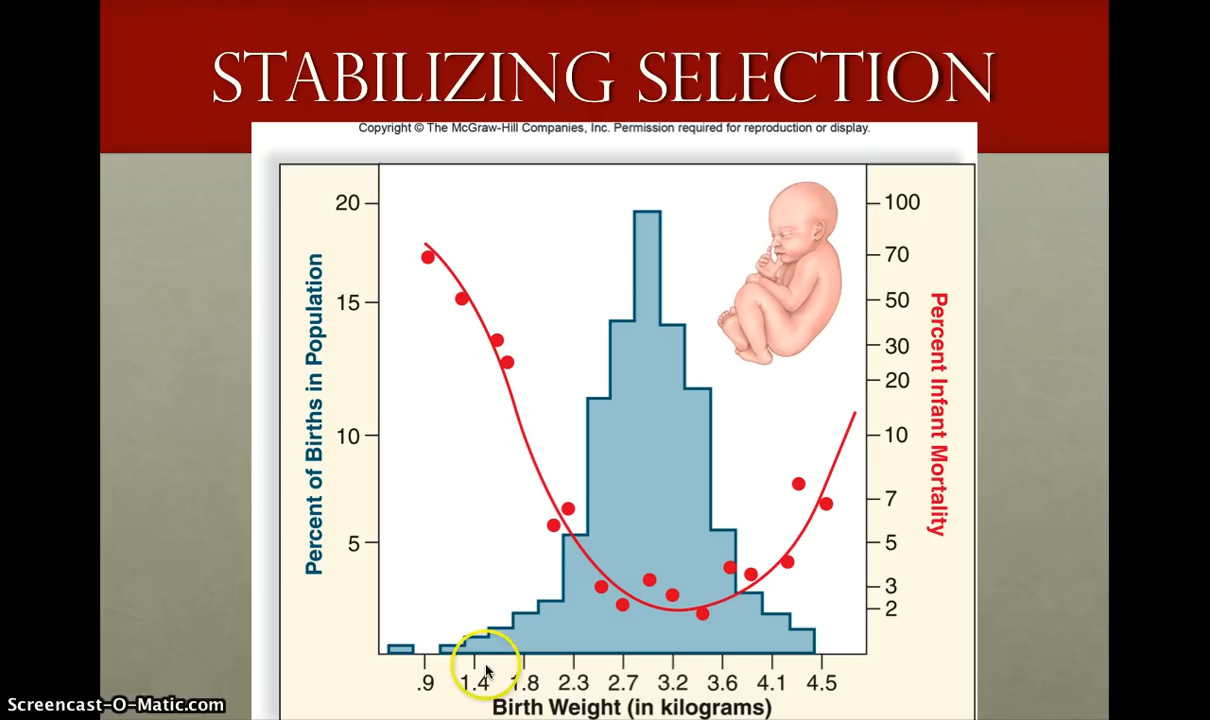 STABILIZING SELECTION
Copyright © The McGraw-Hill Companies, Inc. Permission required for reproduction or display.
Percent of Births in Population
20
15
10
5
100
70
50
30
20
10
7
5
3
2
Percent Infant Mortality
.9 1.4 1.8 2.3 2.7 3.2 3.6 4.1 4.5
Birth Weight (in kilograms)
Screencast-O-Matic.com